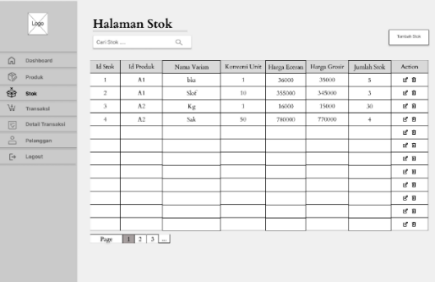 Logo
Dashboard
Produk
Stok
Transaksi
Detail Transaksi
Pelanggan
Logout
Halaman Stok
Cari Stok ...
Tambah Stok
Id Stok Id Produk Nama Varian Konversi Unit Harga Eceran Harga Grosir Jumlah Stok Action
1 A1 1 36000 35000 5
2 A1 Slof 10 355000 345000 3
3 A2 Kg 1 16000 15000 30
4 A2 Sak 50 780000 770000 4
Page 1 2 3 ...